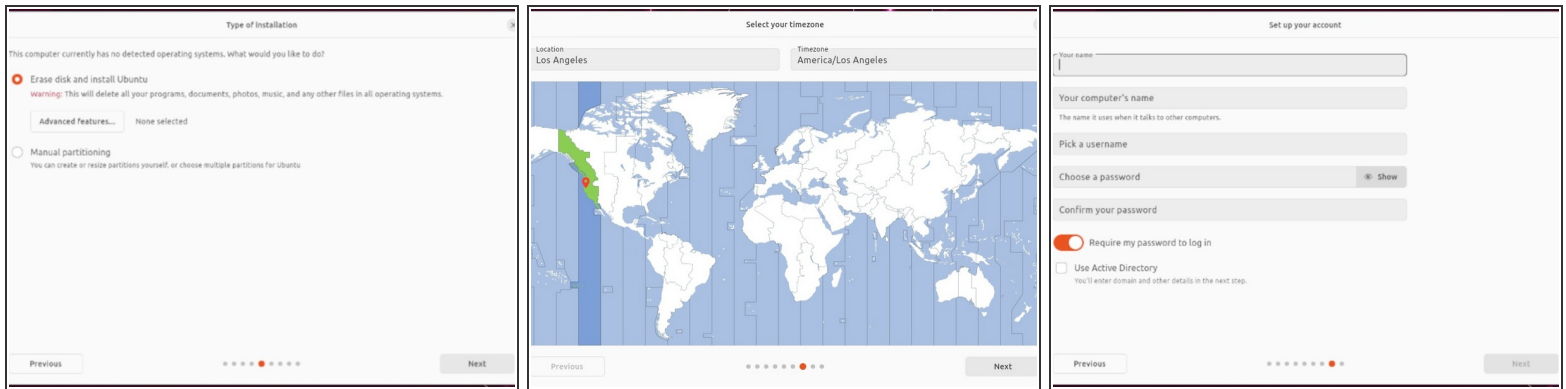 Type of Installation
This computer currently has no detected operating systems. What would you like to do?
Erase disk and install Ubuntu
Warning: This will delete all your programs, documents, photos, music, and any other files in all operating systems.
Advanced features... None selected
Manual partitioning
You can create or resize partitions yourself, or choose multiple partitions for Ubuntu
Previous
Next
Select your timezone
Location
Los Angeles
Timezone
America/Los Angeles
Previous
Next
Set up your account
Your name
Your computer's name
The name it uses when it talks to other computers.
Pick a username
Choose a password
Show
Confirm your password
Require my password to log in
Use Active Directory
You'll enter domain and other details in the next step.
Previous
Next